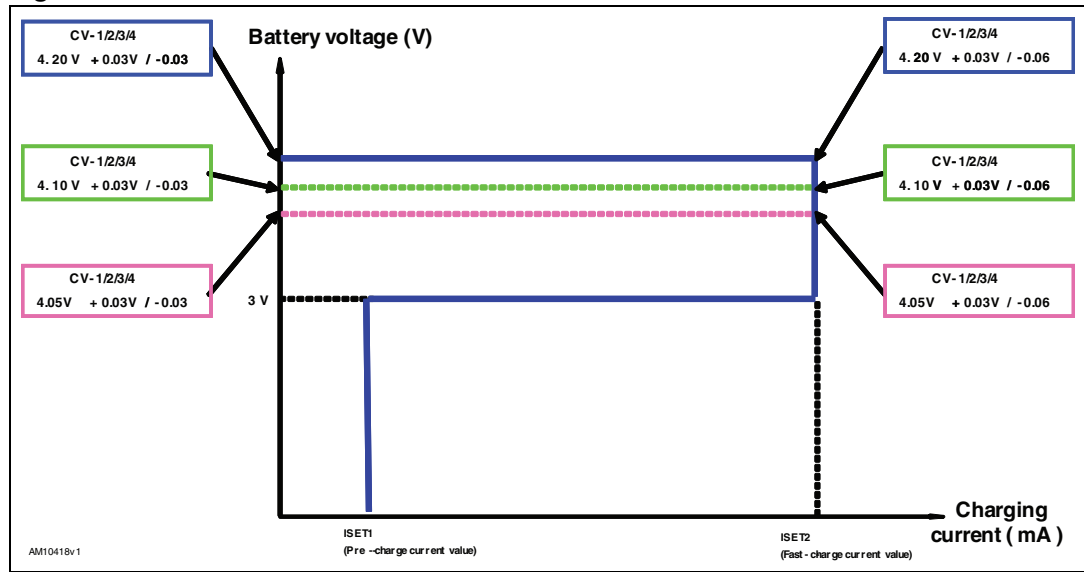 Battery voltage (V)
CV-1/2/3/4
4. 20 V + 0.03V / -0.03
CV-1/2/3/4
4. 20 V + 0.03V / -0.06
CV-1/2/3/4
4. 10 V + 0.03V / -0.03
CV-1/2/3/4
4. 10 V + 0.03V / -0.06
CV-1/2/3/4
4.05V + 0.03V / -0.03
CV-1/2/3/4
4.05V + 0.03V / -0.06
3 V
ISET1
(Pre --charge current value)
ISET2
(Fast- charge current value)
Charging
current ( mA )
AM10418v1